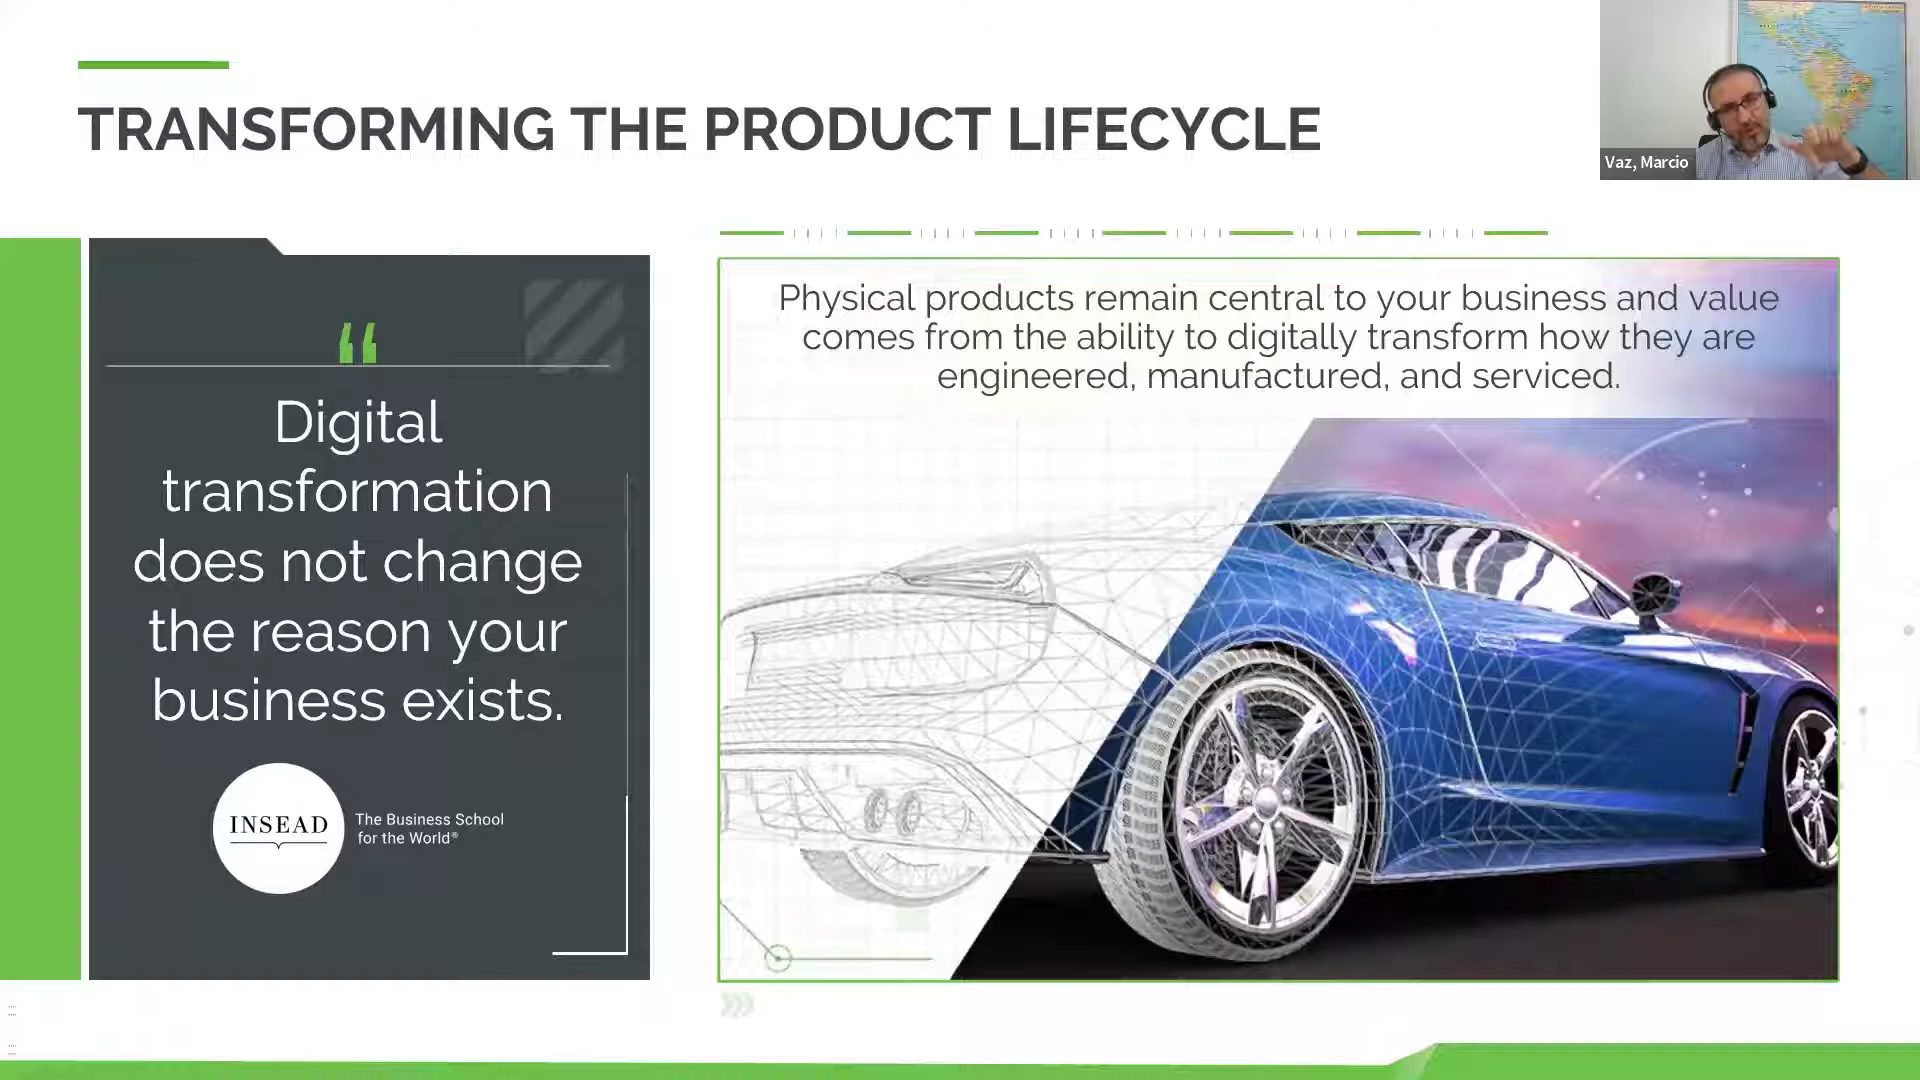 TRANSFORMING THE PRODUCT LIFECYCLE
Vaz, Marcio
“
Digital
transformation
does not change
the reason your
business exists.
INSEAD
The Business School
for the World®
Physical products remain central to your business and value
comes from the ability to digitally transform how they are
engineered, manufactured, and serviced.